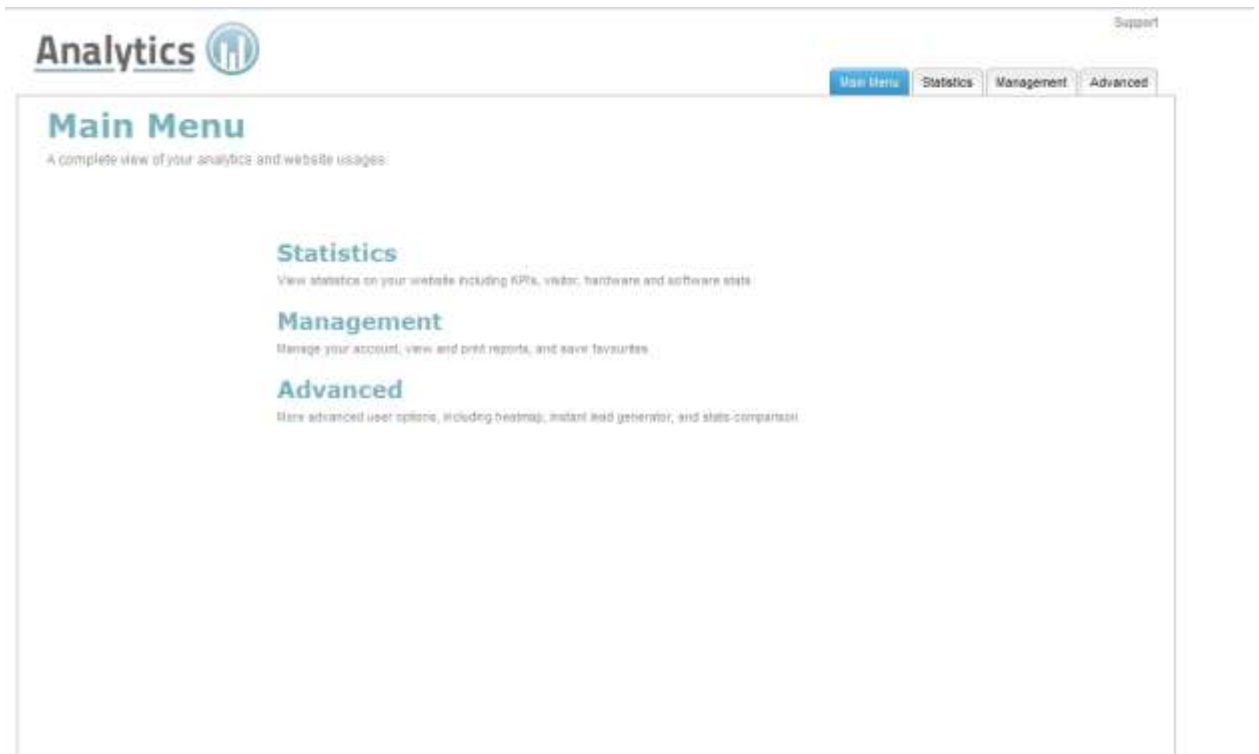 Support
Analytics
Main Menu Statistics Management Advanced
Main Menu
A complete view of your analytics and website usages
Statistics
View statistics on your website including KPIs, visitor, hardware and software stats
Management
Manage your account, view and print reports, and save favourites
Advanced
More advanced user options, including heatmap, instant lead generator, and stats comparison